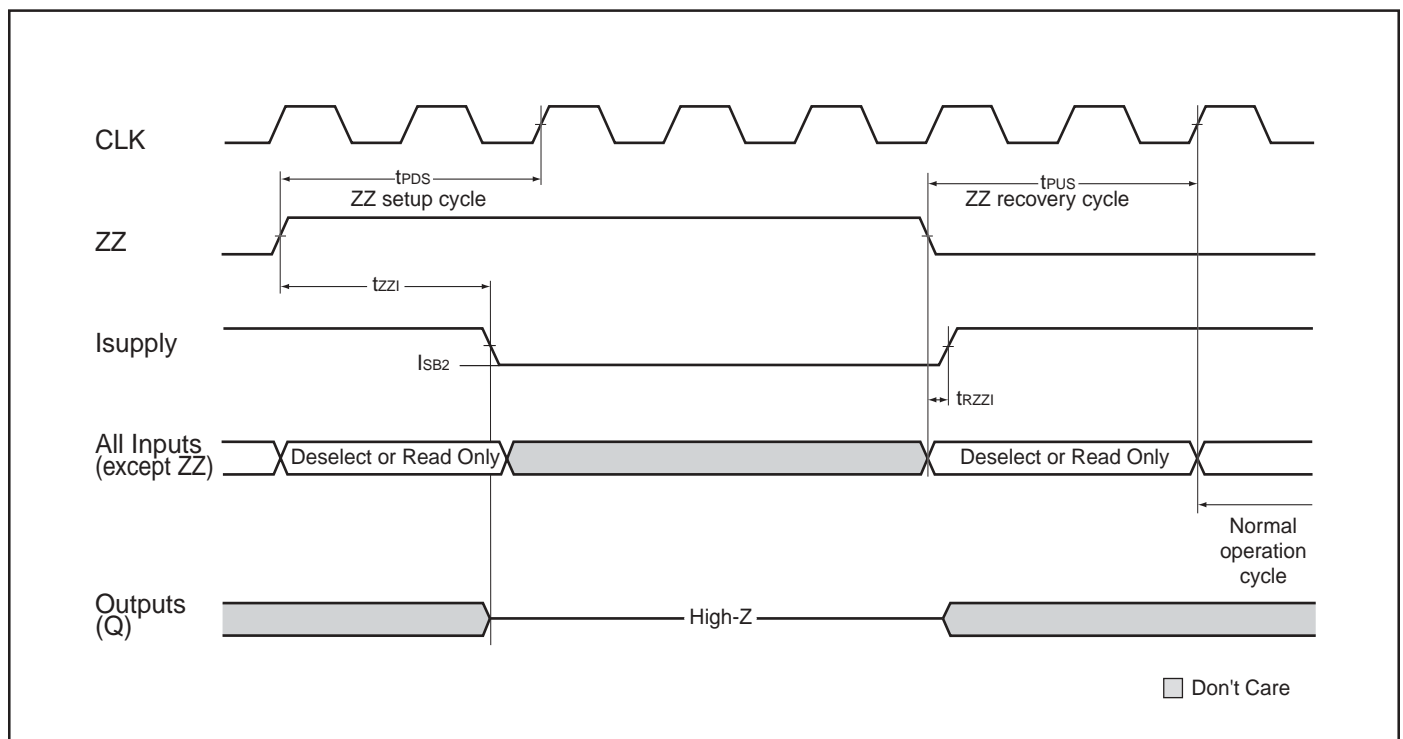 CLK
tPDS
ZZ setup cycle
tPUS
ZZ recovery cycle
ZZ
tZZI
Isupply
ISB2
tRZZI
All Inputs
(except ZZ)
Deselect or Read Only
Deselect or Read Only
Normal
operation
cycle
Outputs
(Q)
High-Z
Don't Care